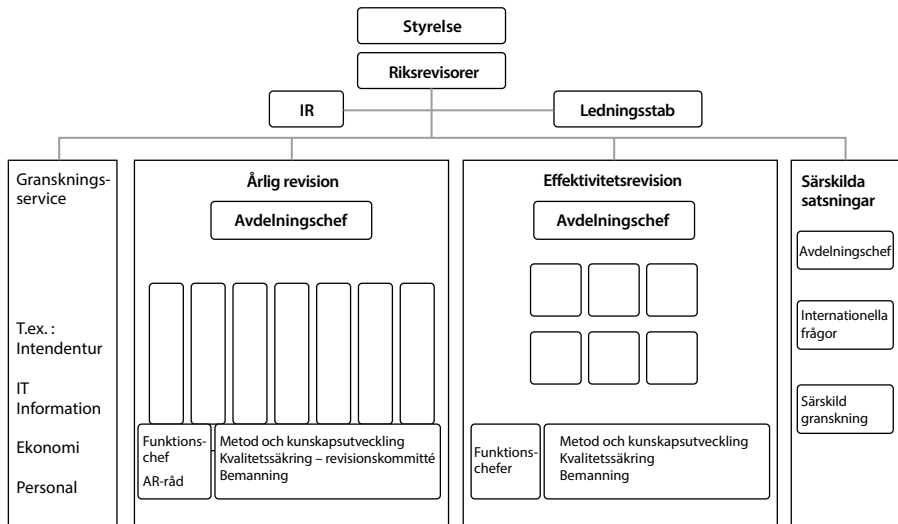 Styrelse
Riksrevisorer
IR
Ledningsstab
Gransknings-
service
T.ex. :
Intendentur
IT
Information
Ekonomi
Personal
Årlig revision
Avdelningschef
Funktions-
chef
AR-råd
Metod och kunskapsutveckling
Kvalitetssäkring – revisionskommitté
Bemanning
Effektivitetsrevision
Avdelningschef
Funktions-
chefer
Metod och kunskapsutveckling
Kvalitetssäkring
Bemanning
Särskilda
satsningar
Avdelningschef
Internationella
frågor
Särskild
granskning